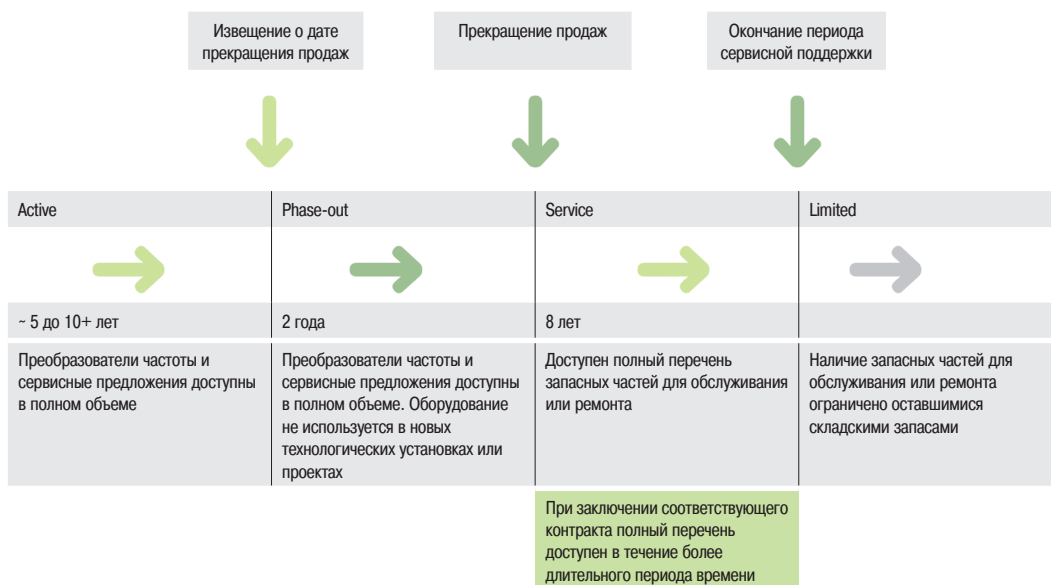 Извещение о дате
прекращения продаж
Прекращение продаж
Окончание периода
сервисной поддержки
Active
Phase-out
Service
Limited
~ 5 до 10+ лет
2 года
8 лет
Преобразователи частоты и
сервисные предложения доступны
в полном объеме
Преобразователи частоты и
сервисные предложения доступны
в полном объеме. Оборудование
не используется в новых
технологических установках или
проектах
Доступен полный перечень
запасных частей для обслуживания
или ремонта
Наличие запасных частей для
обслуживания или ремонта
ограничено оставшимися
складскими запасами
При заключении соответствующего
контракта полный перечень
доступен в течение более
длительного периода времени